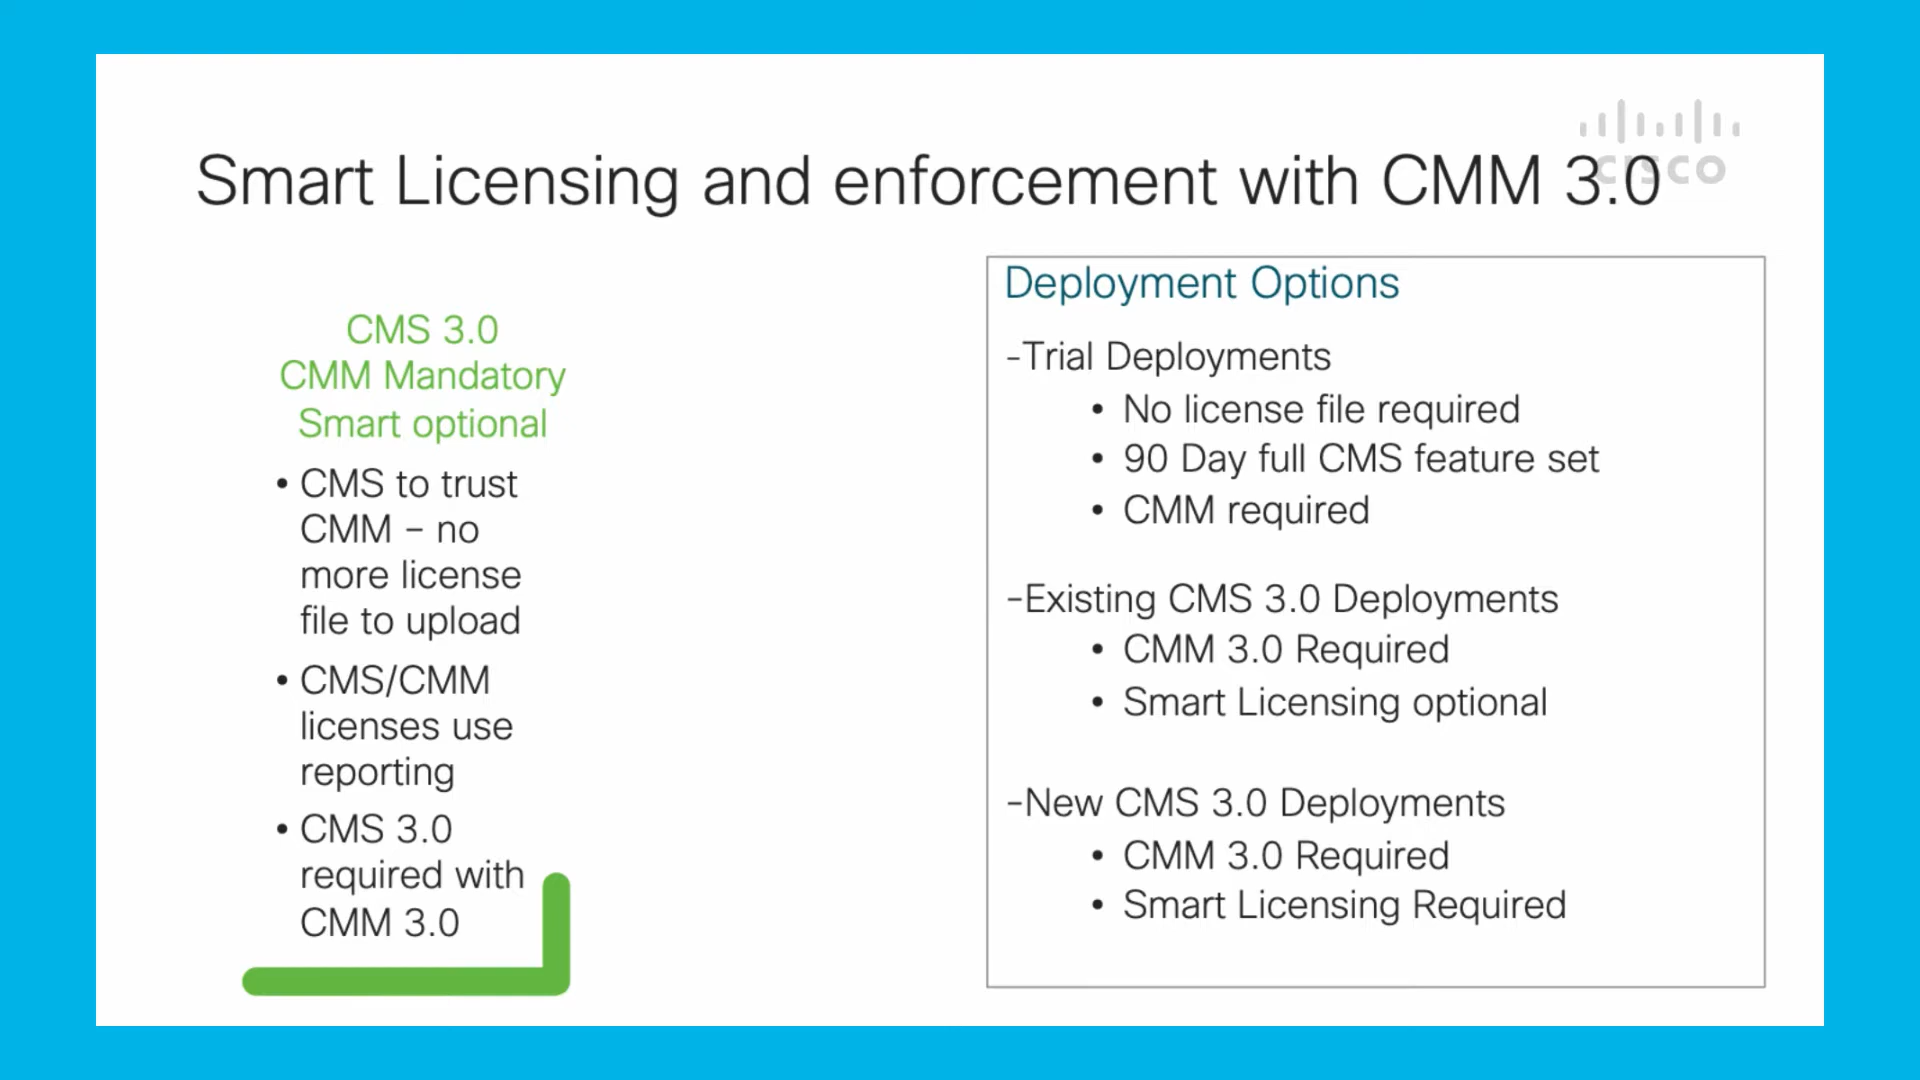 CISCO
Smart Licensing and enforcement with CMM 3.0
CMS 3.0
CMM Mandatory
Smart optional
• CMS to trust
CMM – no
more license
file to upload
• CMS/CMM
licenses use
reporting
• CMS 3.0
required with
CMM 3.0
Deployment Options
-Trial Deployments
• No license file required
• 90 Day full CMS feature set
• CMM required
-Existing CMS 3.0 Deployments
• CMM 3.0 Required
• Smart Licensing optional
-New CMS 3.0 Deployments
• CMM 3.0 Required
• Smart Licensing Required